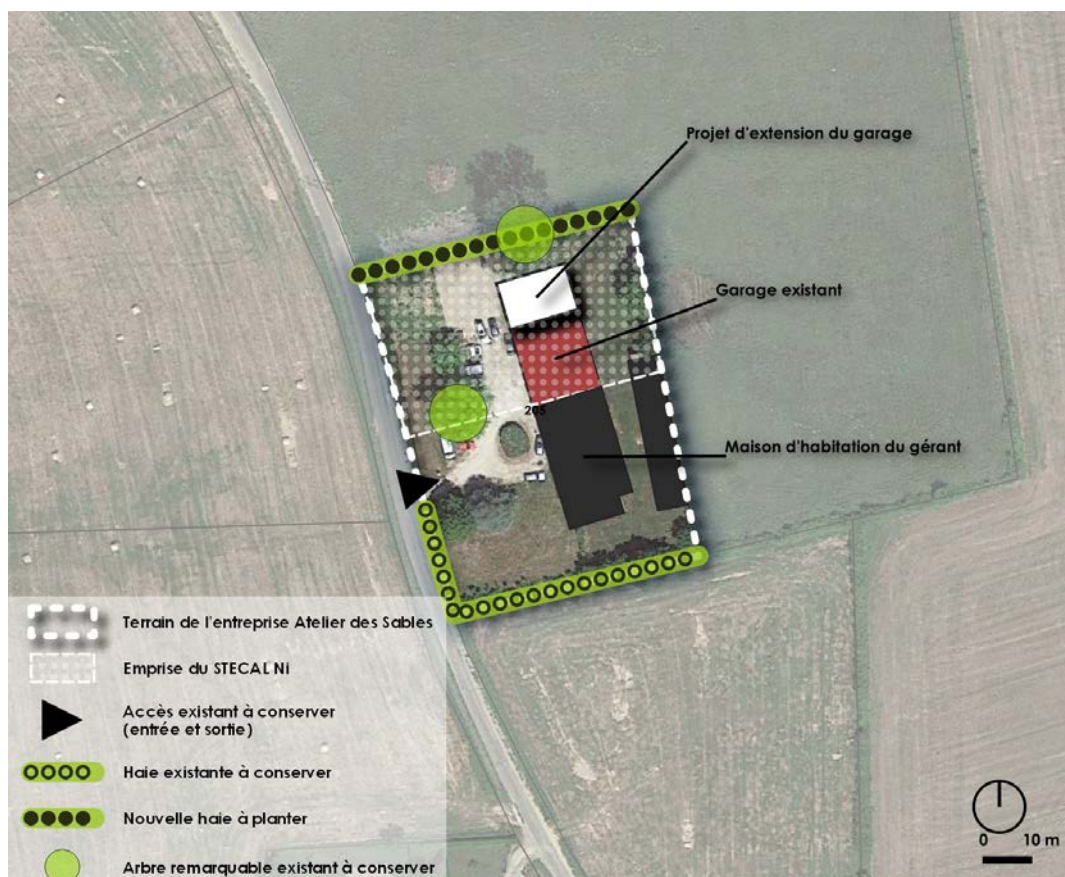 Projet d'extension du garage
Garage existant
205
Maison d'habitation du gérant
Terrain de l'entreprise Atelier des Sables
Emprise du STECAL Ni
Accès existant à conserver
(entrée et sortie)
Haie existante à conserver
Nouvelle haie à planter
Arbre remarquable existant à conserver
0 10 m